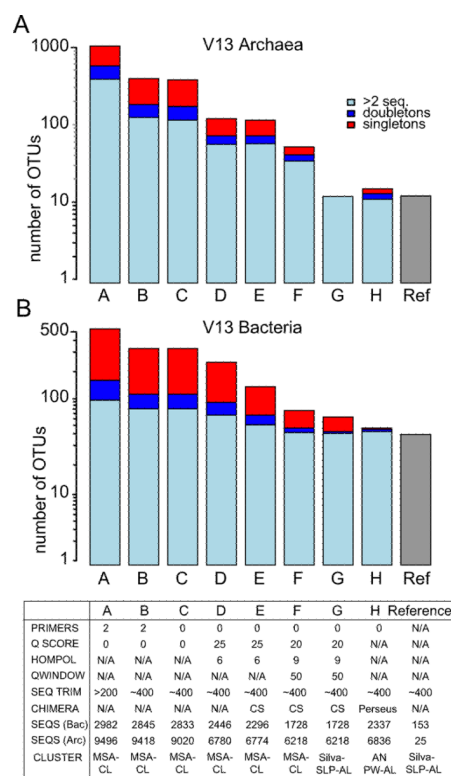 A
V13 Archaea
1000
100
10
1
number of OTUs
>2 seq.
doubletons
singletons
A B C D E F G H Ref
B
V13 Bacteria
500
100
10
1
number of OTUs
A B C D E F G H Ref
A B C D E F G H Reference
PRIMERS 2 2 0 0 0 0 0 0 N/A
Q SCORE 0 0 0 25 25 20 20 N/A N/A
HOMPOL N/A N/A N/A 6 6 9 9 N/A N/A
QWINDOW N/A N/A N/A N/A N/A 50 50 N/A N/A
SEQ TRIM >200 ~400 ~400 ~400 ~400 ~400 ~400 ~400 ~400
CHIMERA N/A N/A N/A N/A CS CS CS Perseus N/A
SEQS (Bac) 2982 2845 2833 2446 2296 1728 1728 2337 153
SEQS (Arc) 9496 9418 9020 6780 6774 6218 6218 6836 25
CLUSTER MSA-CL MSA-CL MSA-CL MSA-CL MSA-CL MSA-CL Silva-SLP-AL AN PW-AL Silva-SLP-AL